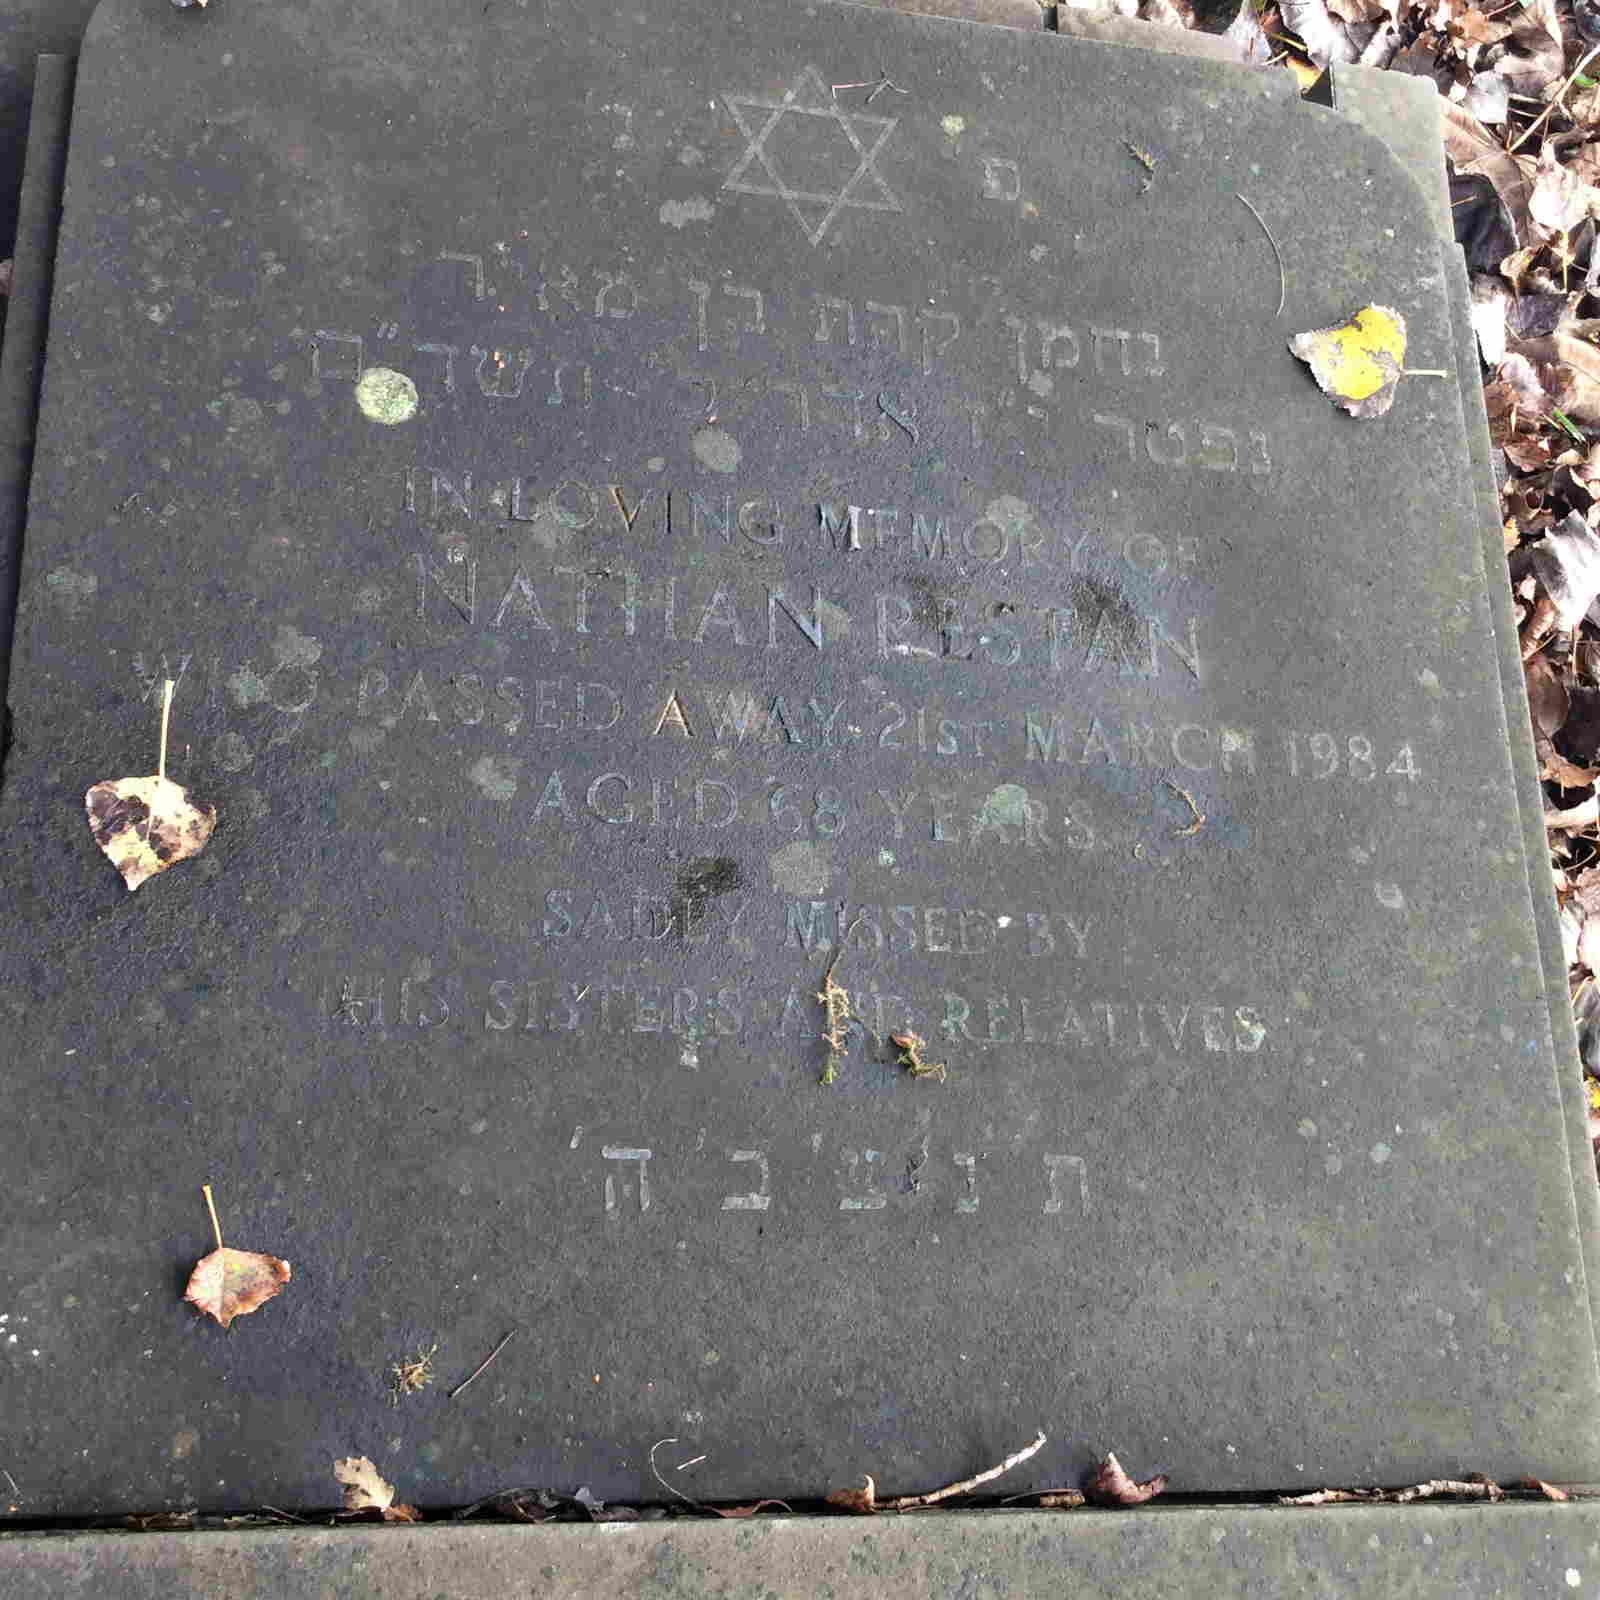 פ נ
נחמן קהת בן מאיר
נפטר י"ז אדר ב' תשד"ם
IN LOVING MEMORY OF
NATHAN
WHO PASSED AWAY 21ST MARCH 1984
AGED 68 YEARS
SADLY MISSED BY
HIS SISTERS AND RELATIVES
ת' נ' צ' ב' ה'